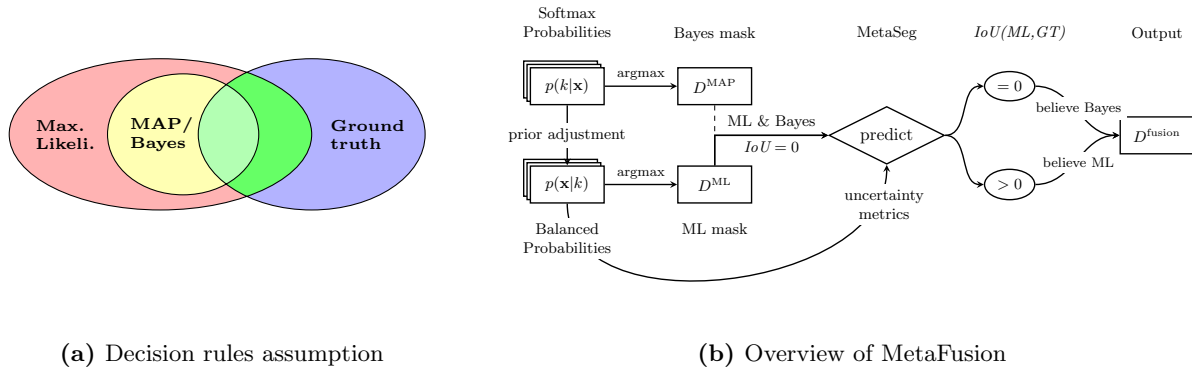 Max.
Likeli.
MAP/
Bayes
Ground
truth
(a) Decision rules assumption
Softmax
Probabilities
Bayes mask
MetaSeg
IoU(ML,GT)
Output
p(k|x)
argmax
D^MAP
= 0
believe Bayes
prior adjustment
ML & Bayes
IoU = 0
predict
D^fusion
believe ML
p(x|k)
argmax
D^ML
> 0
uncertainty
metrics
Balanced
Probabilities
ML mask
(b) Overview of MetaFusion